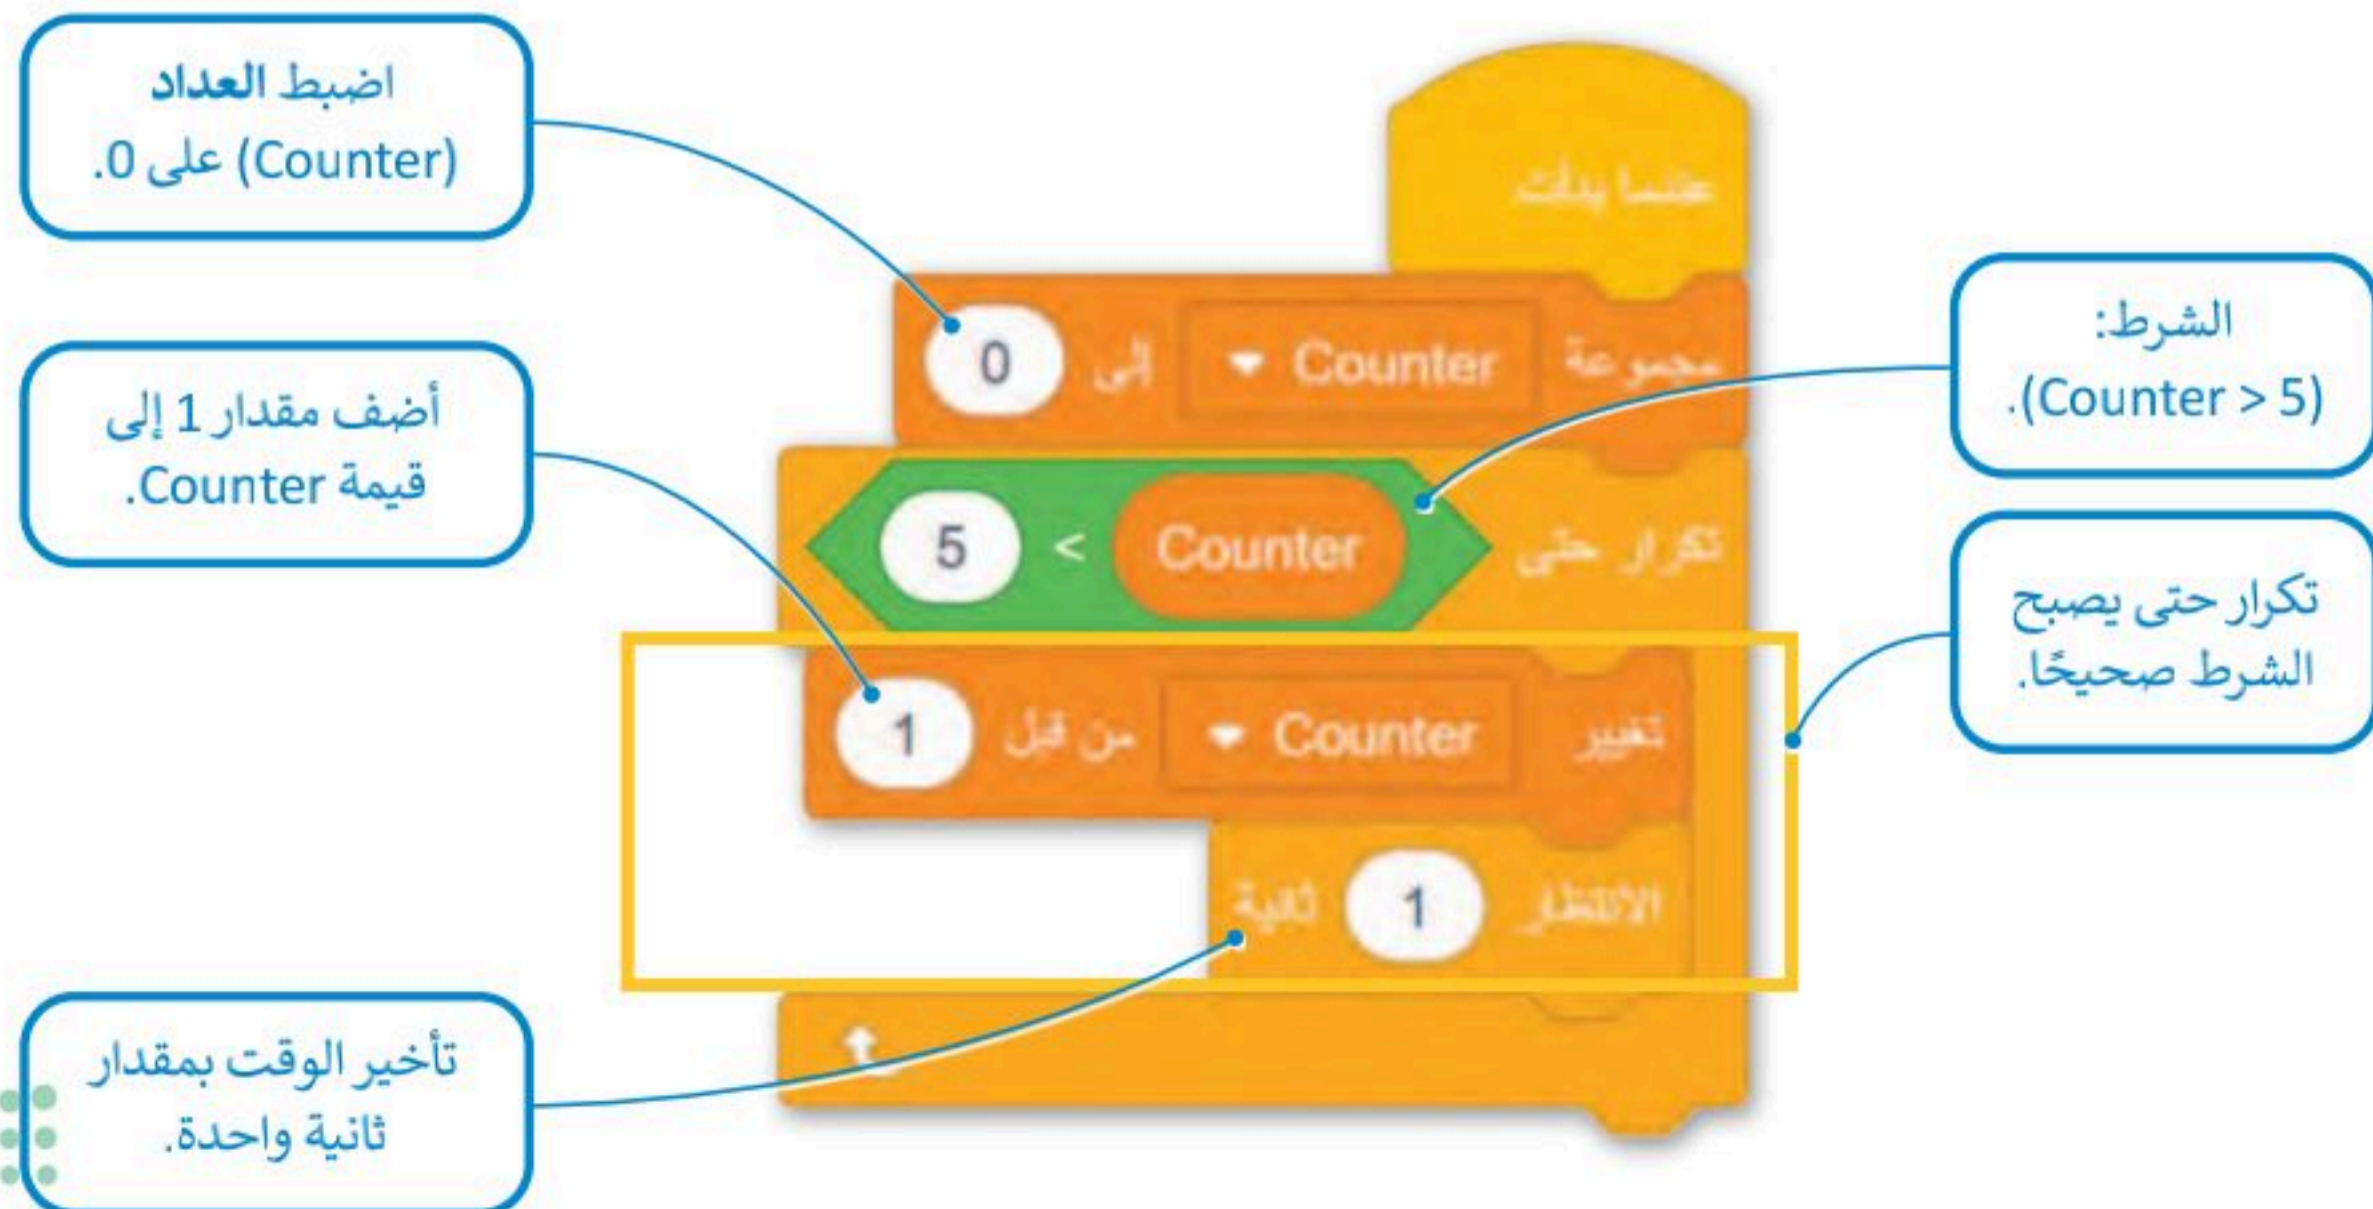 اضبط العداد
(Counter) على 0.
أضف مقدار 1 إلى
قيمة Counter.
تأخير الوقت بمقدار
ثانية واحدة.
عندما بدأت
مجموعة Counter إلى 0
تكرار حتى Counter < 5
تغيير Counter من قبل 1
الانتظار 1 ثانية
الشرط:
(Counter > 5).
تكرار حتى يصبح
الشرط صحيحًا.